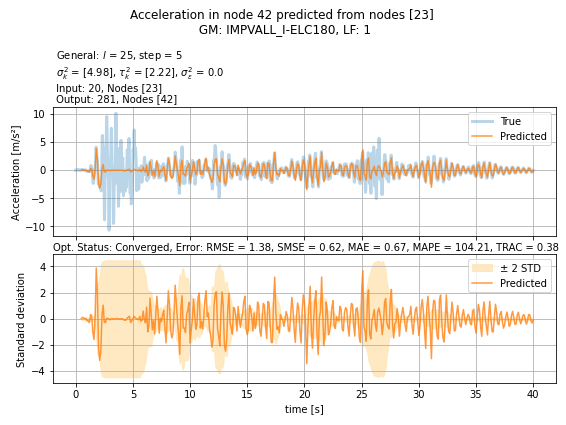 Acceleration in node 42 predicted from nodes [23]
GM: IMPVALL_I-ELC180, LF: 1
General: l = 25, step = 5
σ²ₖ = [4.98], τ²ₖ = [2.22], σ²ε = 0.0
Input: 20, Nodes [23]
Output: 281, Nodes [42]
10
5
0
−5
−10
Acceleration [m/s²]
True
Predicted
Opt. Status: Converged, Error: RMSE = 1.38, SMSE = 0.62, MAE = 0.67, MAPE = 104.21, TRAC = 0.38
4
2
0
−2
−4
Standard deviation
± 2 STD
Predicted
0 5 10 15 20 25 30 35 40
time [s]